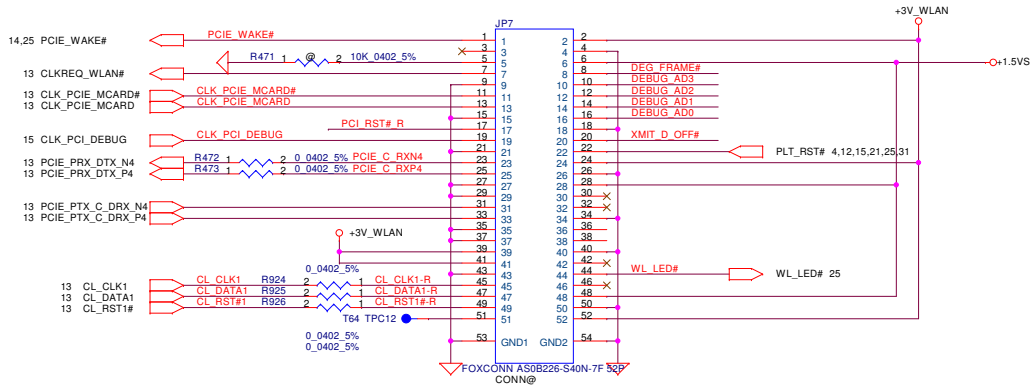 +3V_WLAN
JP7
14,25 PCIE_WAKE# PCIE_WAKE# 1 1 2 2
3 3 4 4
R471 1 @ 2 10K_0402_5% 5 5 6 6 +1.5VS
13 CLKREQ_WLAN# 7 7 8 8 DEG_FRAME#
9 9 10 10 DEBUG_AD3
13 CLK_PCIE_MCARD# CLK_PCIE_MCARD# 11 11 12 12 DEBUG_AD2
13 CLK_PCIE_MCARD CLK_PCIE_MCARD 13 13 14 14 DEBUG_AD1
15 15 16 16 DEBUG_AD0
PCI_RST#_R 17 17 18 18
15 CLK_PCI_DEBUG CLK_PCI_DEBUG 19 19 20 20 XMIT_D_OFF#
21 21 22 22 PLT_RST# 4,12,15,21,25,31
13 PCIE_PRX_DTX_N4 R472 1 2 0_0402_5% PCIE_C_RXN4 23 23 24 24
13 PCIE_PRX_DTX_P4 R473 1 2 0_0402_5% PCIE_C_RXP4 25 25 26 26
27 27 28 28
29 29 30 30
13 PCIE_PTX_C_DRX_N4 31 31 32 32
13 PCIE_PTX_C_DRX_P4 33 33 34 34
35 35 36 36
+3V_WLAN 37 37 38 38
39 39 40 40
41 41 42 42
0_0402_5% 43 43 44 44 WL_LED# WL_LED# 25
13 CL_CLK1 CL_CLK1 R924 2 1 CL_CLK1-R 45 45 46 46
13 CL_DATA1 CL_DATA1 R925 2 1 CL_DATA1-R 47 47 48 48
13 CL_RST1# CL_RST#1 R926 2 1 CL_RST1#-R 49 49 50 50
T64 TPC12 51 51 52 52
0_0402_5%
0_0402_5%
53 GND1 GND2 54
FOXCONN AS0B226-S40N-7F 52P
CONN@